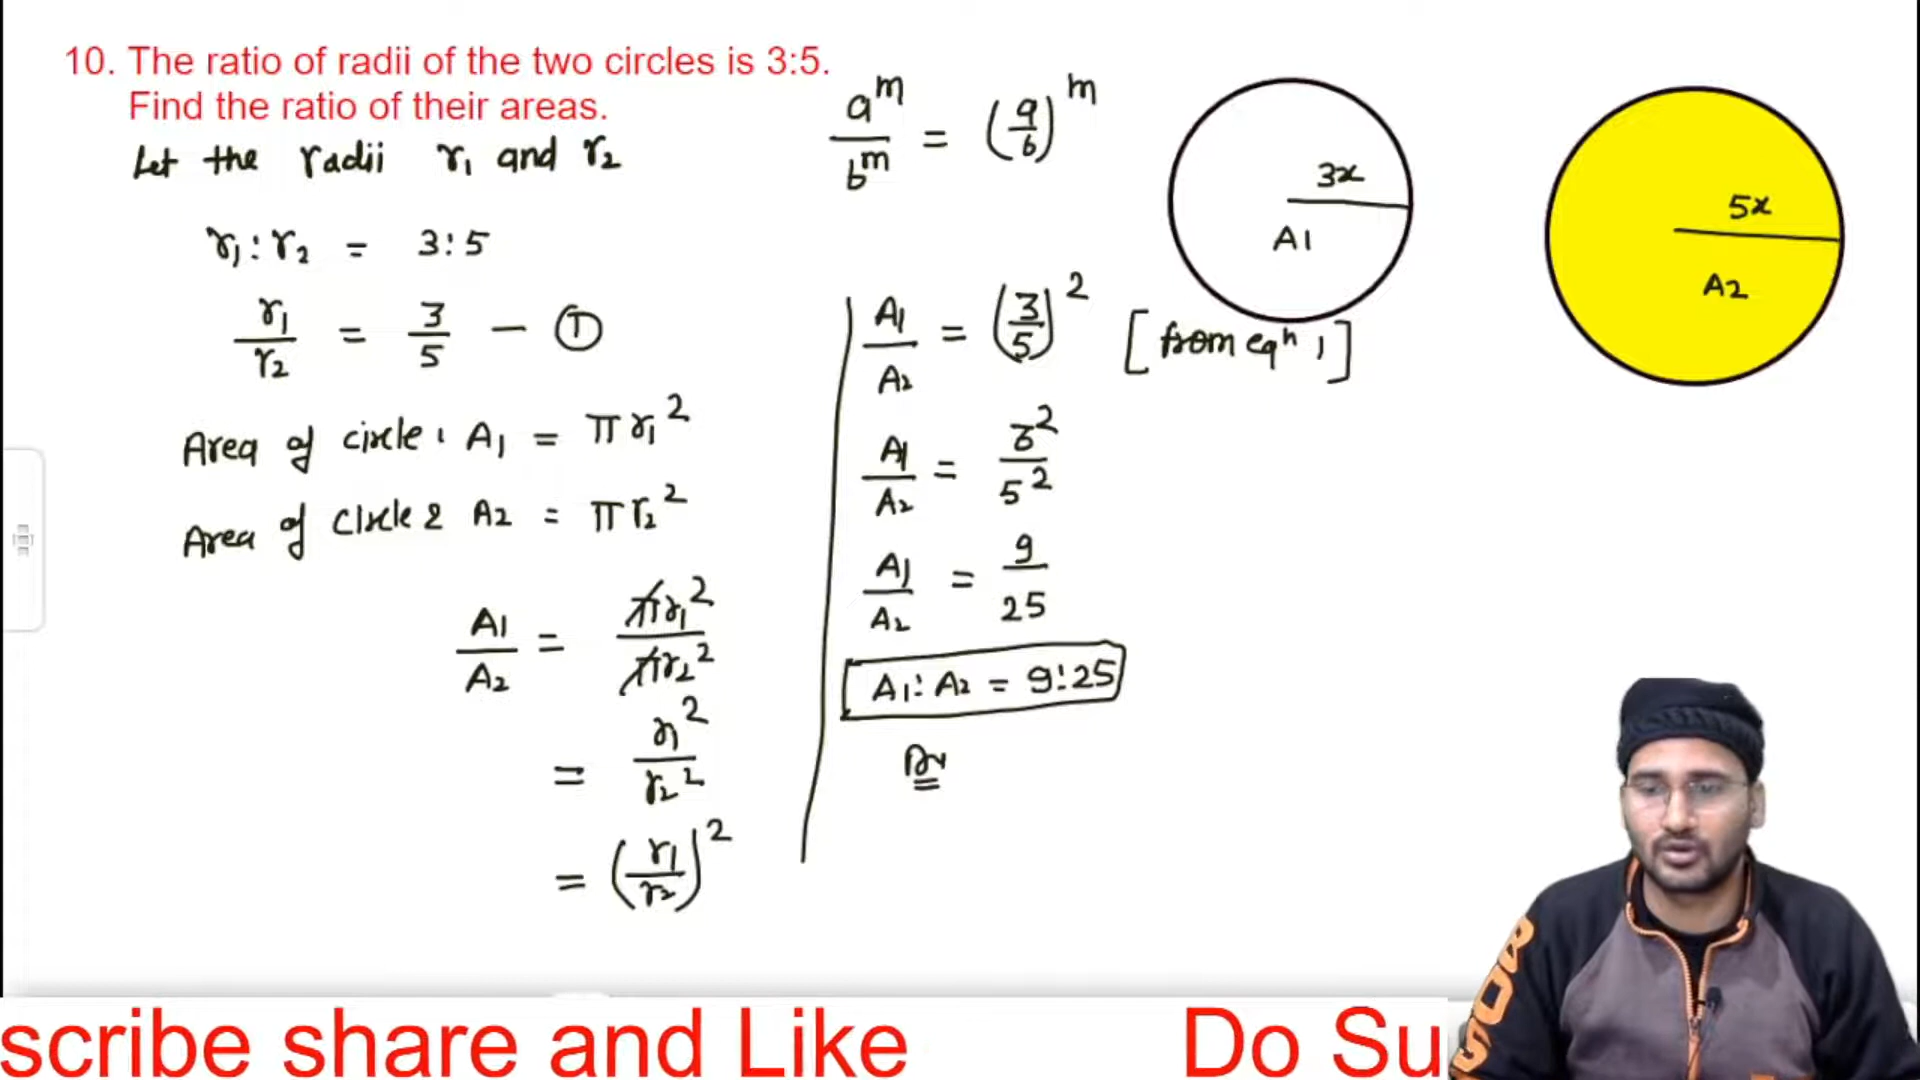 10. The ratio of radii of the two circles is 3:5.
Find the ratio of their areas.
Let the radii r₁ and r₂
r₁ : r₂ = 3 : 5
r₁/r₂ = 3/5 — ①
Area of circle 1 A₁ = πr₁²
Area of circle 2 A₂ = πr₂²
A₁/A₂ = πr₁²/πr₂²
= r₁²/r₂²
= (r₁/r₂)²
a^m/b^m = (a/b)^m
A₁/A₂ = (3/5)² [from eqⁿ 1]
A₁/A₂ = 3²/5²
A₁/A₂ = 9/25
A₁ : A₂ = 9 : 25
3x
A1
5x
A2
BOSS
scribe share and Like Do Su